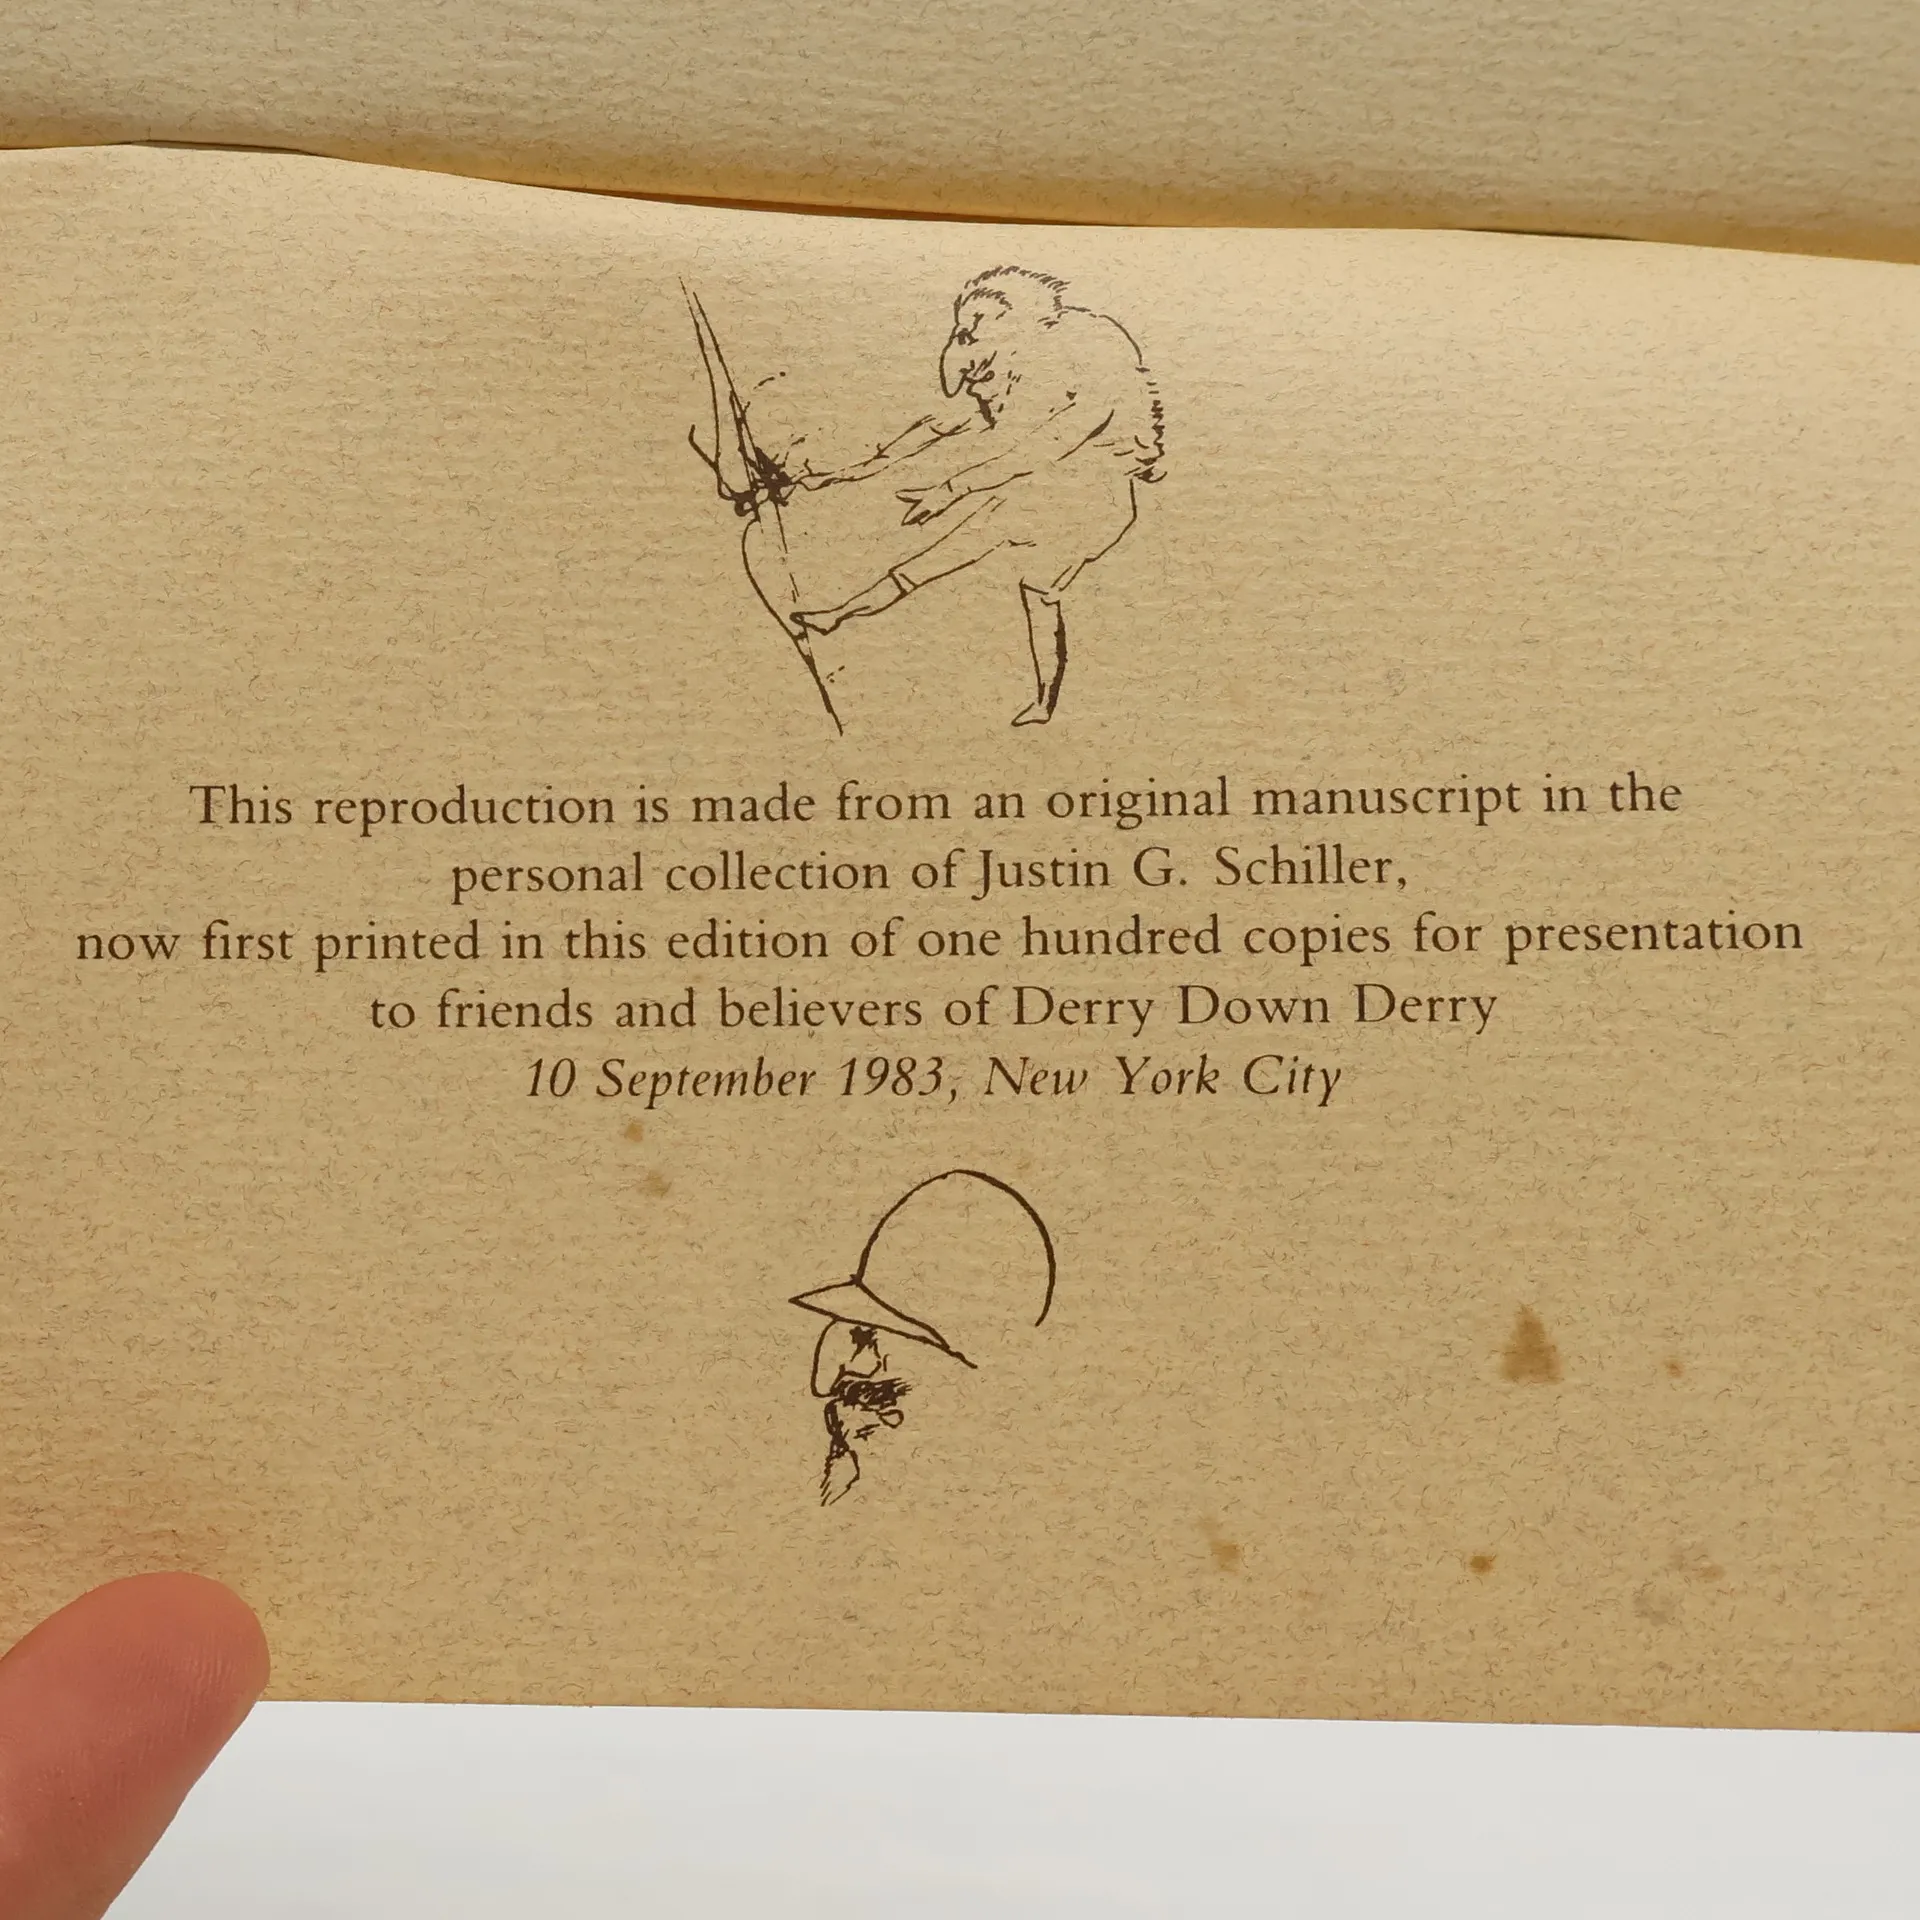 This reproduction is made from an original manuscript in the
personal collection of Justin G. Schiller,
now first printed in this edition of one hundred copies for presentation
to friends and believers of Derry Down Derry
10 September 1983, New York City